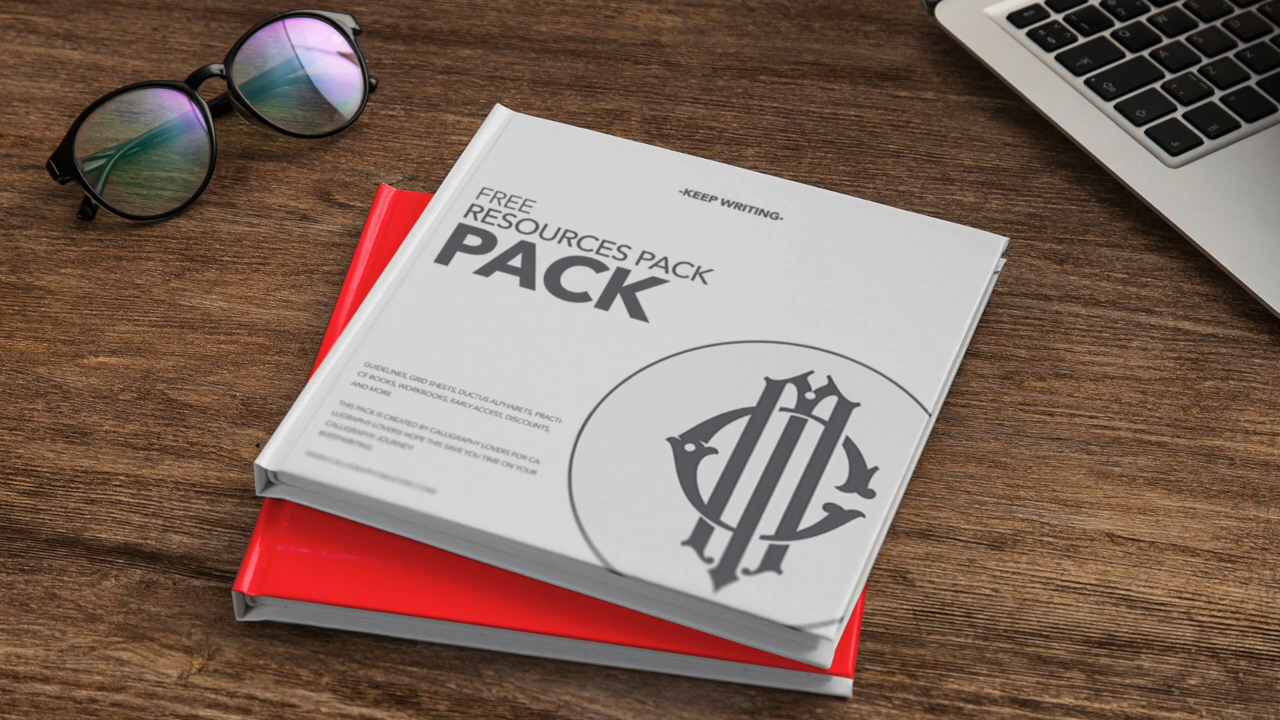 -KEEP WRITING-
FREE
RESOURCES PACK
PACK
GUIDELINES, GRID SHEETS, DUCTUS ALPHABETS, PRACTI-
CE BOOKS, WORKBOOKS, EARLY ACCESS, DISCOUNTS,
AND MORE
THIS PACK IS CREATED BY CALLIGRAPHY LOVERS FOR CA-
LLIGRAPHY LOVERS! HOPE THIS SAVE YOU TIME ON YOUR
CALLIGRAPHY JOURNEY!